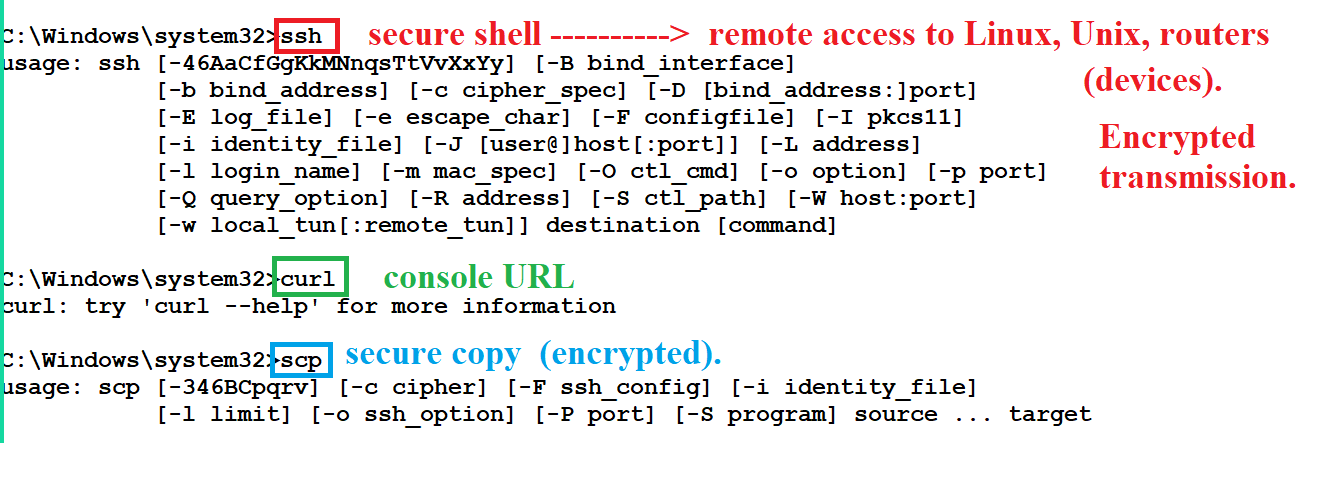 C:\Windows\system32>ssh secure shell ----------> remote access to Linux, Unix, routers
usage: ssh [-46AaCfGgKkMNnqsTtVvXxYy] [-B bind_interface]
(devices).
[-b bind_address] [-c cipher_spec] [-D [bind_address:]port]
[-E log_file] [-e escape_char] [-F configfile] [-I pkcs11]
Encrypted
[-i identity_file] [-J [user@]host[:port]] [-L address]
[-l login_name] [-m mac_spec] [-O ctl_cmd] [-o option] [-p port]
transmission.
[-Q query_option] [-R address] [-S ctl_path] [-W host:port]
[-w local_tun[:remote_tun]] destination [command]
C:\Windows\system32>curl console URL
curl: try 'curl --help' for more information
C:\Windows\system32>scp secure copy (encrypted).
usage: scp [-346BCpqrv] [-c cipher] [-F ssh_config] [-i identity_file]
[-l limit] [-o ssh_option] [-P port] [-S program] source ... target